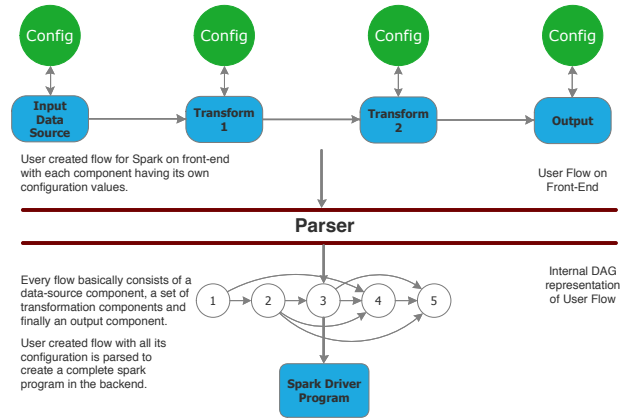 Config
Config
Config
Config
Input
Data
Source
Transform
1
Transform
2
Output
User created flow for Spark on front-end
with each component having its own
configuration values.
User Flow on
Front-End
Parser
Every flow basically consists of a
data-source component, a set of
transformation components and
finally an output component.
User created flow with all its
configuration is parsed to
create a complete spark
program in the backend.
1
2
3
4
5
Internal DAG
representation
of User Flow
Spark Driver
Program